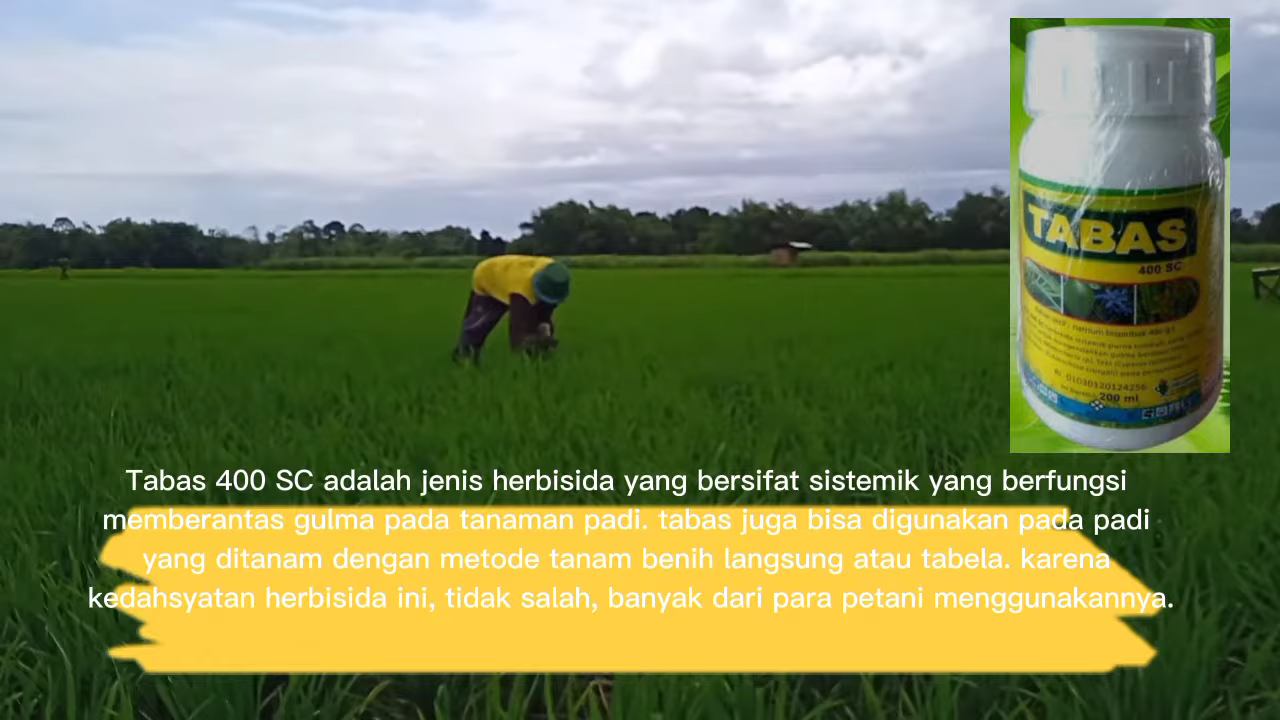 TABAS
400 SC
01030120124256
200 ml
Tabas 400 SC adalah jenis herbisida yang bersifat sistemik yang berfungsi
memberantas gulma pada tanaman padi. tabas juga bisa digunakan pada padi
yang ditanam dengan metode tanam benih langsung atau tabela. karena
kedahsyatan herbisida ini, tidak salah, banyak dari para petani menggunakannya.